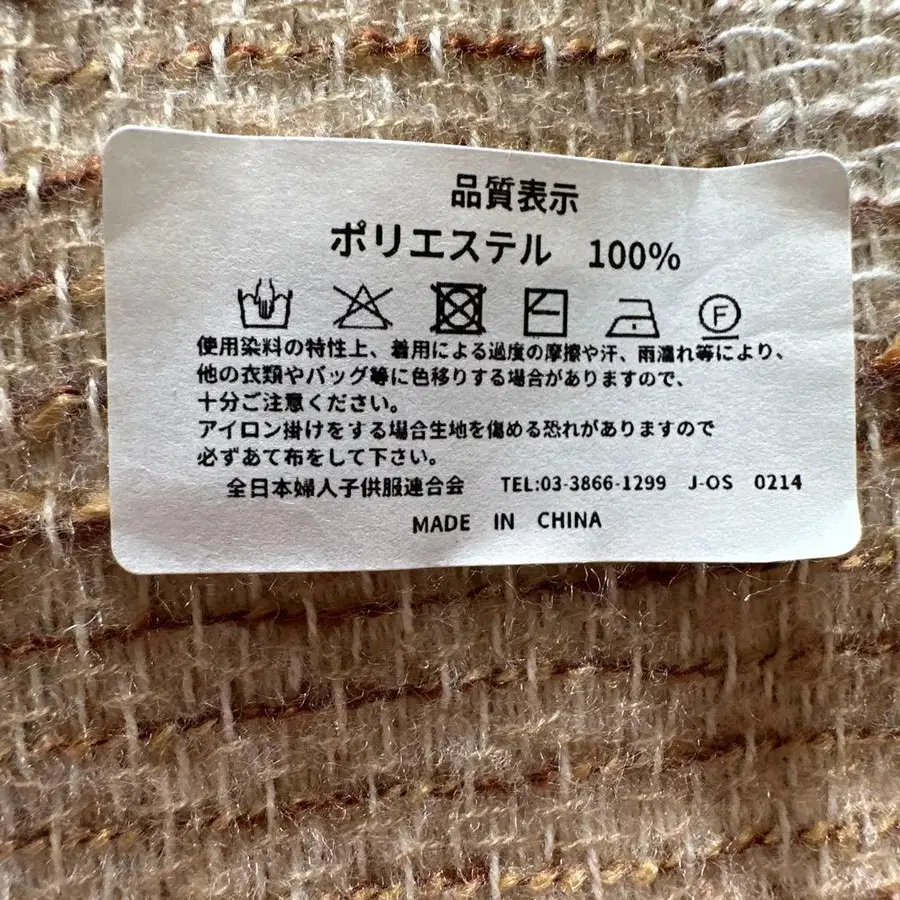 品質表示
ポリエステル 100%
F
使用染料の特性上、着用による過度の摩擦や汗、雨濡れ等により、
他の衣類やバッグ等に色移りする場合がありますので、
十分ご注意ください。
アイロン掛けをする場合生地を傷める恐れがありますので
必ずあて布をして下さい。
全日本婦人子供服連合会 TEL:03-3866-1299 J-OS 0214
MADE IN CHINA